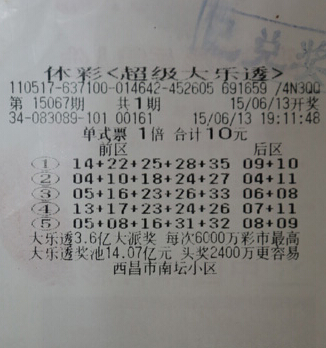 体彩<超级大乐透>
110517-637100-014642-452605 691659 /4N3QQ
第 15067期 共1期 15/06/13开奖
34-083089-101 00161 15/06/13 19:11:48
单式票 1倍 合计10元
前区 后区
① 14+22+25+28+35 09+10
② 04+10+18+24+27 04+11
③ 05+16+23+26+33 06+08
④ 13+17+23+24+26 07+11
⑤ 05+08+16+31+32 08+09
大乐透3.6亿大派奖 每次6000万彩市最高
大乐透奖池14.07亿元 头奖2400万更容易
西昌市南坛小区